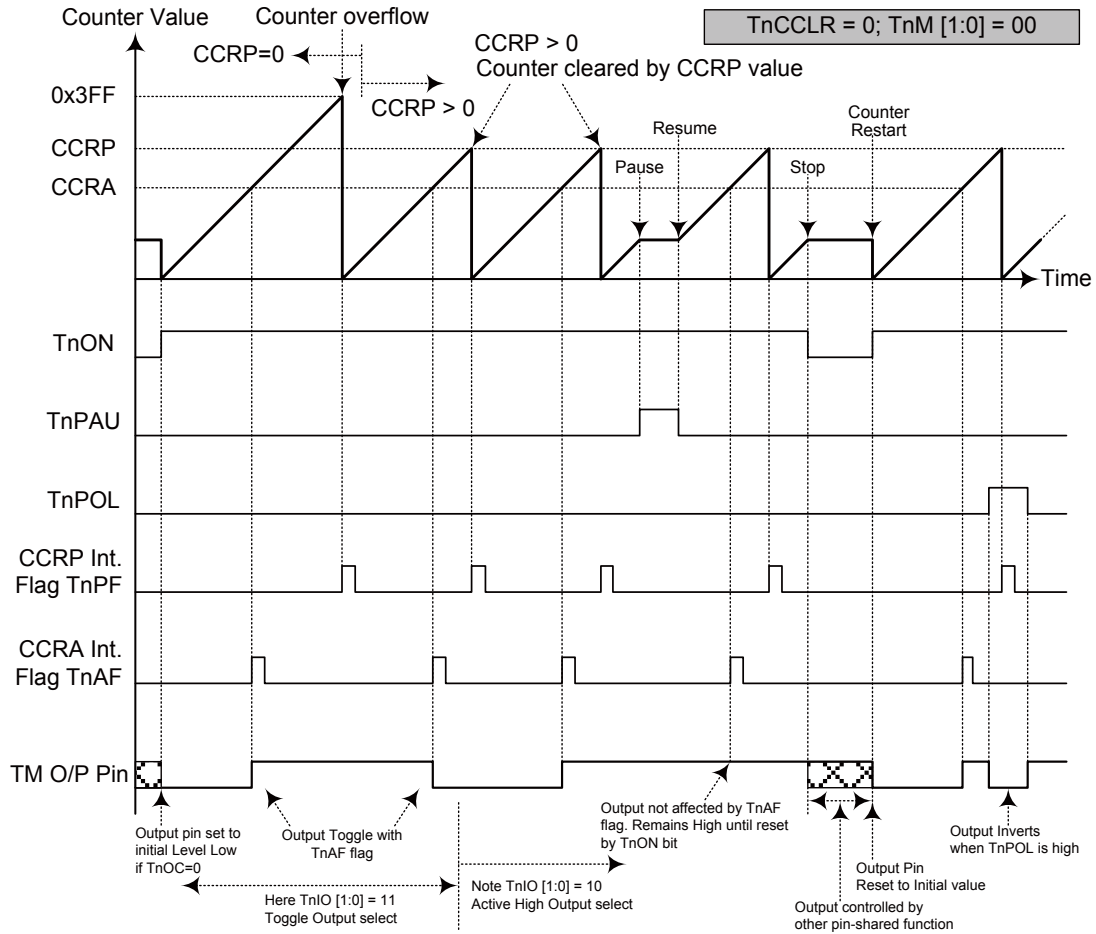 Counter Value
Counter overflow
TnCCLR = 0; TnM [1:0] = 00
CCRP=0
CCRP > 0
CCRP > 0
Counter cleared by CCRP value
0x3FF
CCRP
CCRA
Pause
Resume
Stop
Counter
Restart
Time
TnON
TnPAU
TnPOL
CCRP Int.
Flag TnPF
CCRA Int.
Flag TnAF
TM O/P Pin
Output pin set to
initial Level Low
if TnOC=0
Output Toggle with
TnAF flag
Output not affected by TnAF
flag. Remains High until reset
by TnON bit
Output Inverts
when TnPOL is high
Output Pin
Reset to Initial value
Here TnIO [1:0] = 11
Toggle Output select
Note TnIO [1:0] = 10
Active High Output select
Output controlled by
other pin-shared function